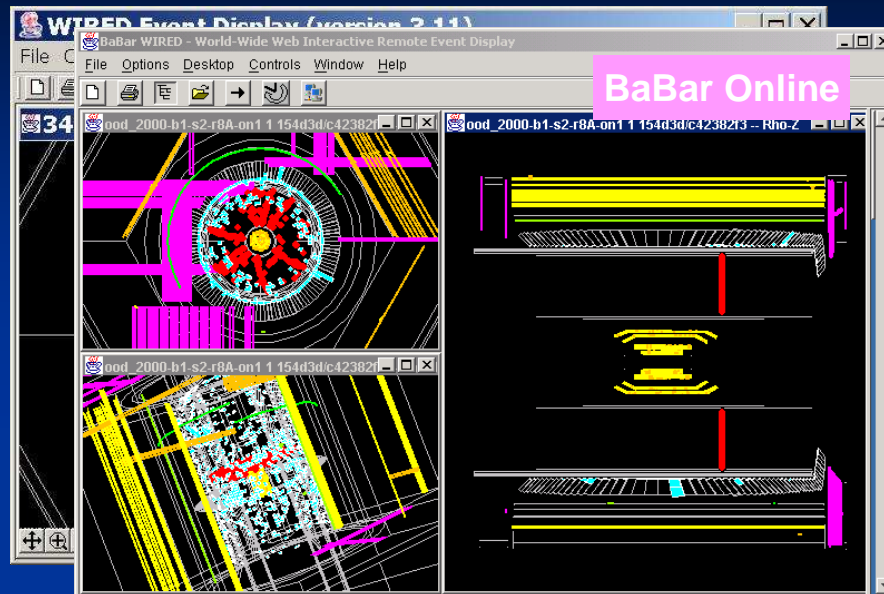 WIRED Event Display (version 3.11)
BaBar WIRED - World-Wide Web Interactive Remote Event Display
File
File Options Desktop Controls Window Help
BaBar Online
34
ood_2000-b1-s2-r8A-on1 1 154d3d/c42382f
ood_2000-b1-s2-r8A-on1 1 154d3d/c42382f3 -- Rho-Z
ood_2000-b1-s2-r8A-on1 1 154d3d/c42382f